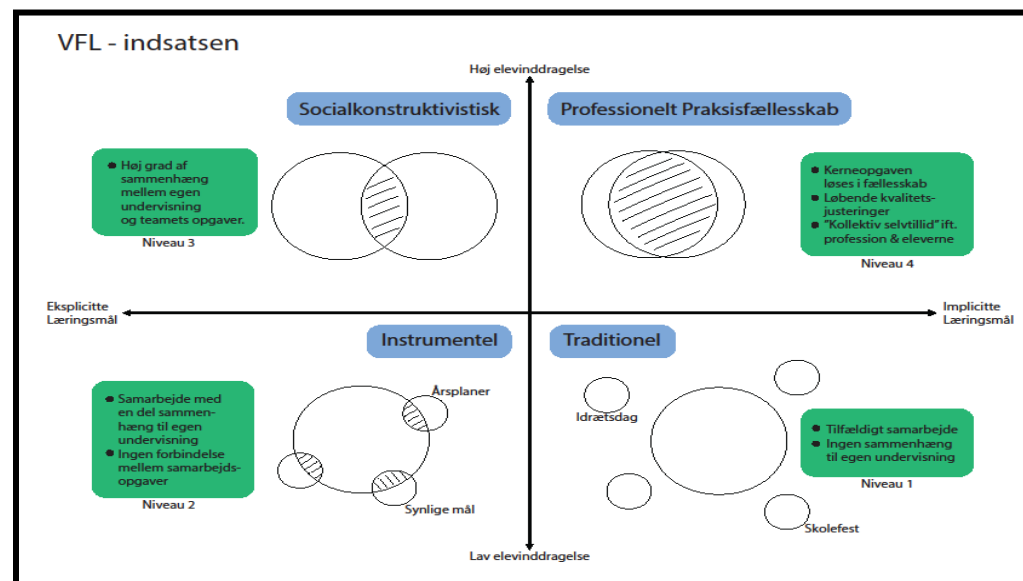 VFL - indsatsen
Høj elevinddragelse
Socialkonstruktivistisk
Professionelt Praksisfællesskab
● Høj grad af
sammenhæng
mellem egen
undervisning
og teamets opgaver.
Niveau 3
● Kerneopgaven
løses i fællesskab
● Løbende kvalitets-
justeringer
● "Kollektiv selvtillid" ift.
profession & eleverne
Niveau 4
Eksplicitte
Læringsmål
Implicitte
Læringsmål
Instrumentel
Traditionel
● Samarbejde med
en del sammen-
hæng til egen
undervisning
● Ingen forbindelse
mellem samarbejds-
opgaver
Niveau 2
Årsplaner
Synlige mål
Idrætsdag
● Tilfældigt samarbejde
● Ingen sammenhæng
til egen undervisning
Niveau 1
Skolefest
Lav elevinddragelse